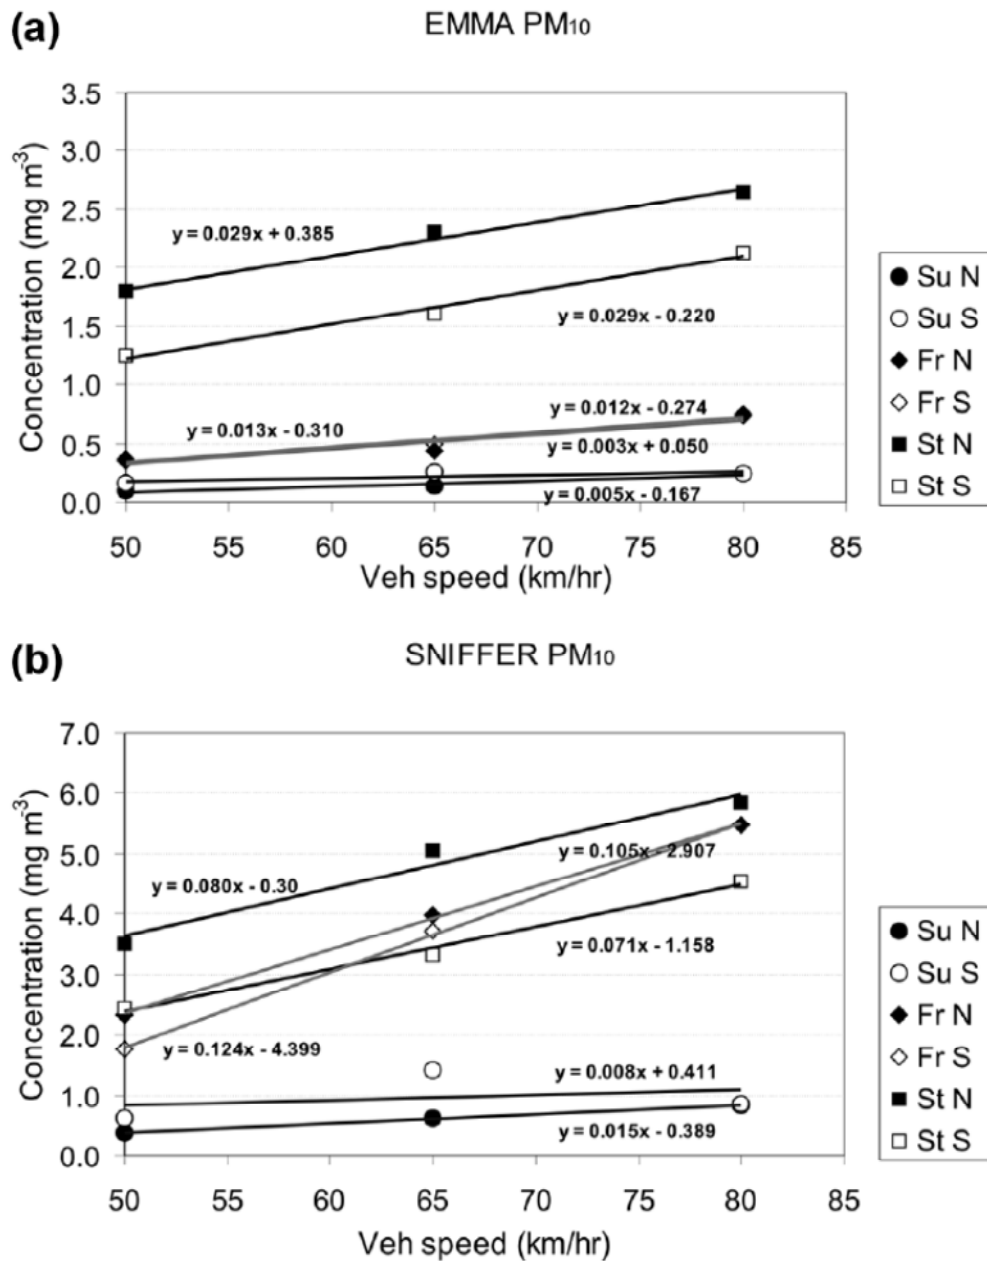 (a)
EMMA PM10
Concentration (mg m-3)
3.5
3.0
2.5
2.0
1.5
1.0
0.5
0.0
y = 0.029x + 0.385
y = 0.029x - 0.220
y = 0.012x - 0.274
y = 0.013x - 0.310
y = 0.003x + 0.050
y = 0.005x - 0.167
50 55 60 65 70 75 80 85
Veh speed (km/hr)
Su N
Su S
Fr N
Fr S
St N
St S
(b)
SNIFFER PM10
Concentration (mg m-3)
7.0
6.0
5.0
4.0
3.0
2.0
1.0
0.0
y = 0.105x - 2.907
y = 0.080x - 0.30
y = 0.071x - 1.158
y = 0.124x - 4.399
y = 0.008x + 0.411
y = 0.015x - 0.389
50 55 60 65 70 75 80 85
Veh speed (km/hr)
Su N
Su S
Fr N
Fr S
St N
St S